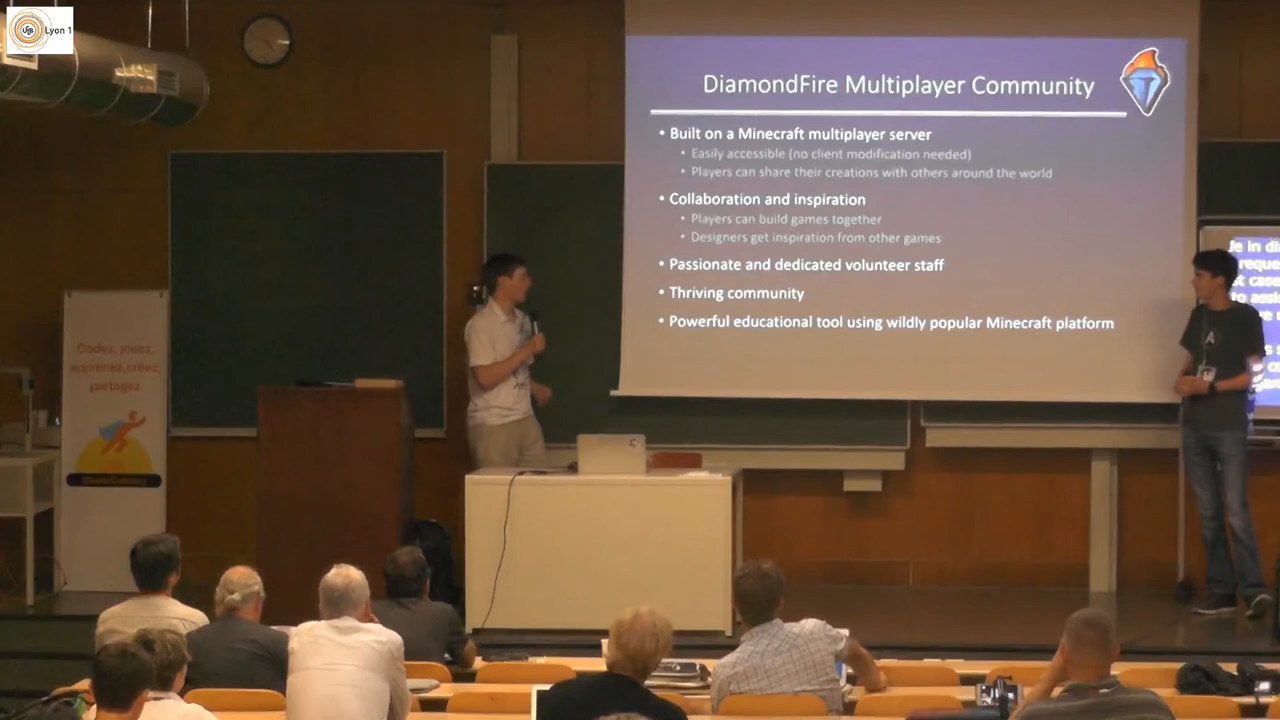 UCB Lyon 1
DiamondFire Multiplayer Community
• Built on a Minecraft multiplayer server
• Easily accessible (no client modification needed)
• Players can share their creations with others around the world
• Collaboration and inspiration
• Players can build games together
• Designers get inspiration from other games
• Passionate and dedicated volunteer staff
• Thriving community
• Powerful educational tool using wildly popular Minecraft platform
Codez, jouez,
apprenez, créez,
partagez
A